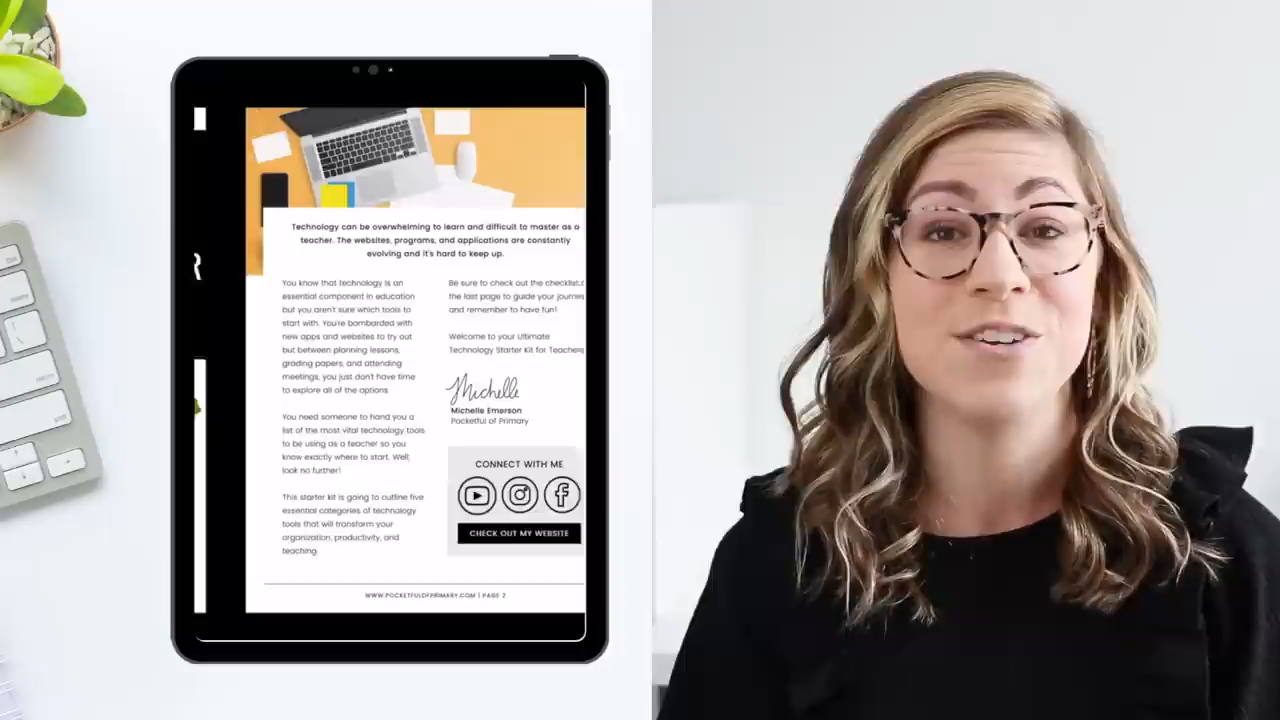 R
Technology can be overwhelming to learn and difficult to master as a
teacher. The websites, programs, and applications are constantly
evolving and it's hard to keep up.
You know that technology is an
essential component in education
but you aren't sure which tools to
start with. You're bombarded with
new apps and websites to try out
but between planning lessons,
grading papers, and attending
meetings, you just don't have time
to explore all of the options.
You need someone to hand you a
list of the most vital technology tools
to be using as a teacher so you
know exactly where to start. Well,
look no further!
This starter kit is going to outline five
essential categories of technology
tools that will transform your
organization, productivity, and
teaching.
Be sure to check out the checklist
the last page to guide your journey
and remember to have fun!
Welcome to your Ultimate
Technology Starter Kit for Teachers
Michelle
Michelle Emerson
Pocketful of Primary
CONNECT WITH ME
CHECK OUT MY WEBSITE
WWW.POCKETFULOFPRIMARY.COM | PAGE 2